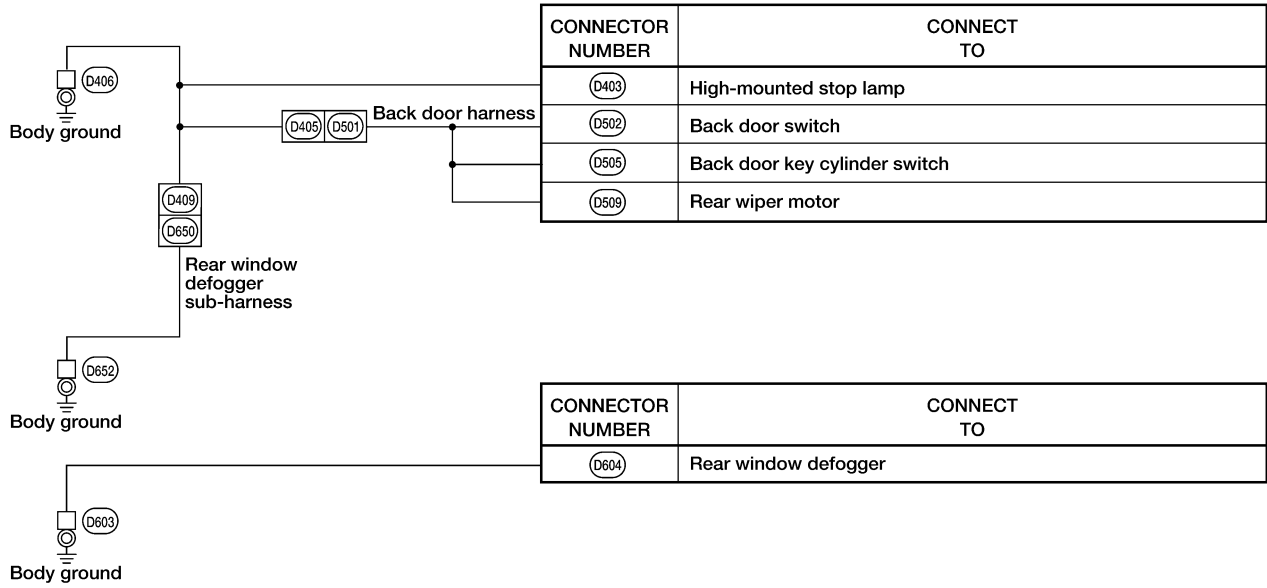 CONNECTOR NUMBER
CONNECT TO
D406
Body ground
D403
High-mounted stop lamp
D405 D501
Back door harness
D502
Back door switch
D505
Back door key cylinder switch
D509
Rear wiper motor
D409
D650
Rear window
defogger
sub-harness
D652
Body ground
CONNECTOR NUMBER
CONNECT TO
D604
Rear window defogger
D603
Body ground